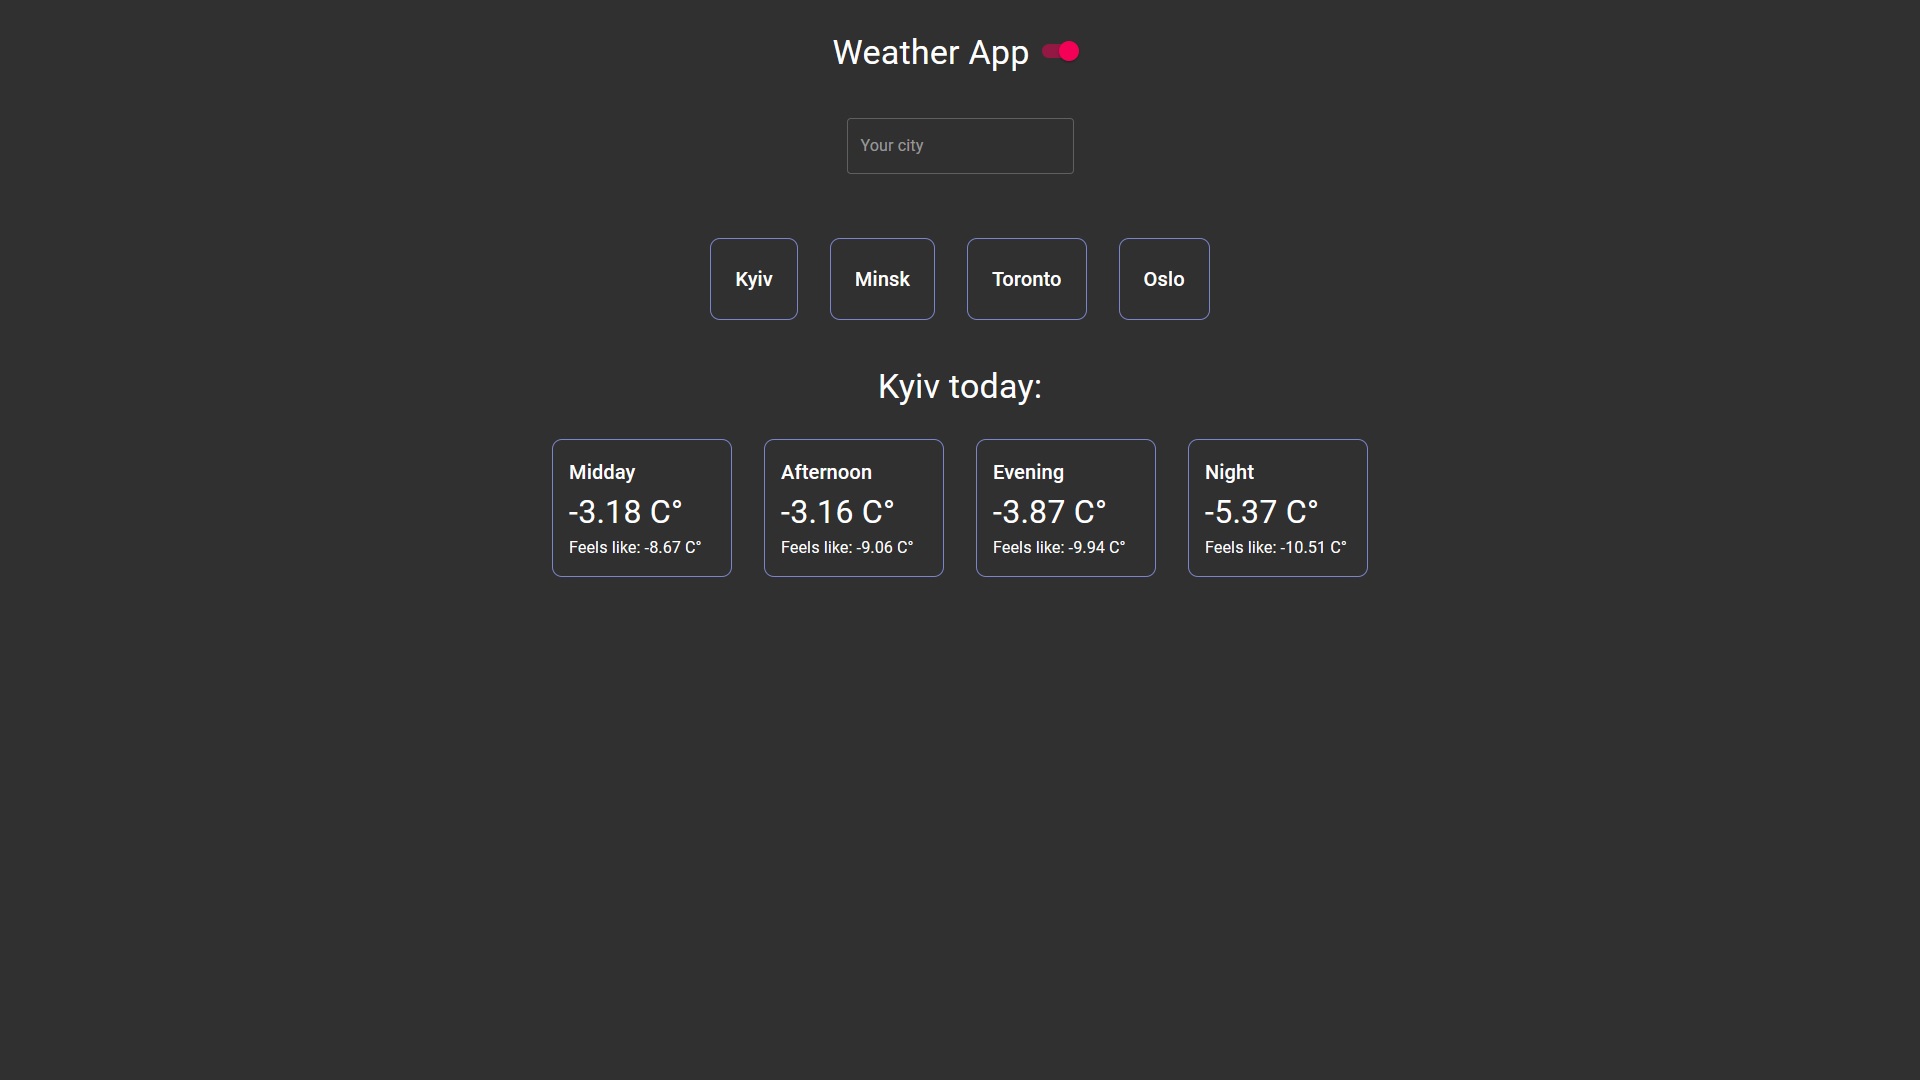 Weather App
Your city
Kyiv
Minsk
Toronto
Oslo
Kyiv today:
Midday
-3.18 C°
Feels like: -8.67 C°
Afternoon
-3.16 C°
Feels like: -9.06 C°
Evening
-3.87 C°
Feels like: -9.94 C°
Night
-5.37 C°
Feels like: -10.51 C°